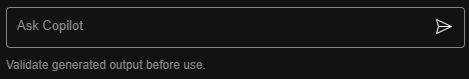 Ask Copilot
Validate generated output before use.